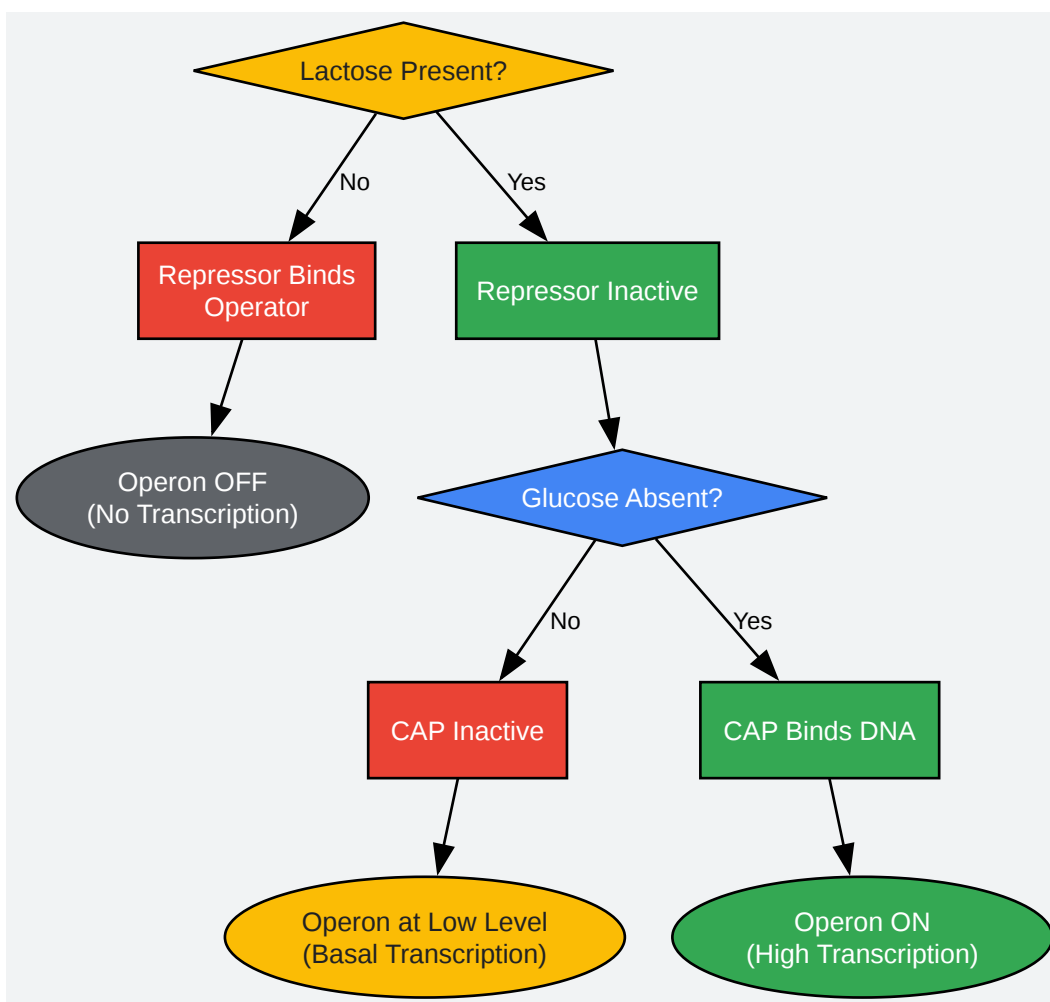 Lactose Present?
No
Yes
Repressor Binds
Operator
Repressor Inactive
Operon OFF
(No Transcription)
Glucose Absent?
No
Yes
CAP Inactive
CAP Binds DNA
Operon at Low Level
(Basal Transcription)
Operon ON
(High Transcription)